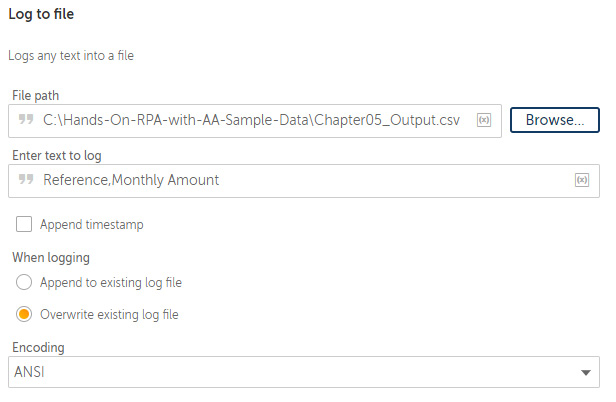 Log to file
Logs any text into a file
File path
C:\Hands-On-RPA-with-AA-Sample-Data\Chapter05_Output.csv
(x)
Browse...
Enter text to log
Reference,Monthly Amount
(x)
Append timestamp
When logging
Append to existing log file
Overwrite existing log file
Encoding
ANSI